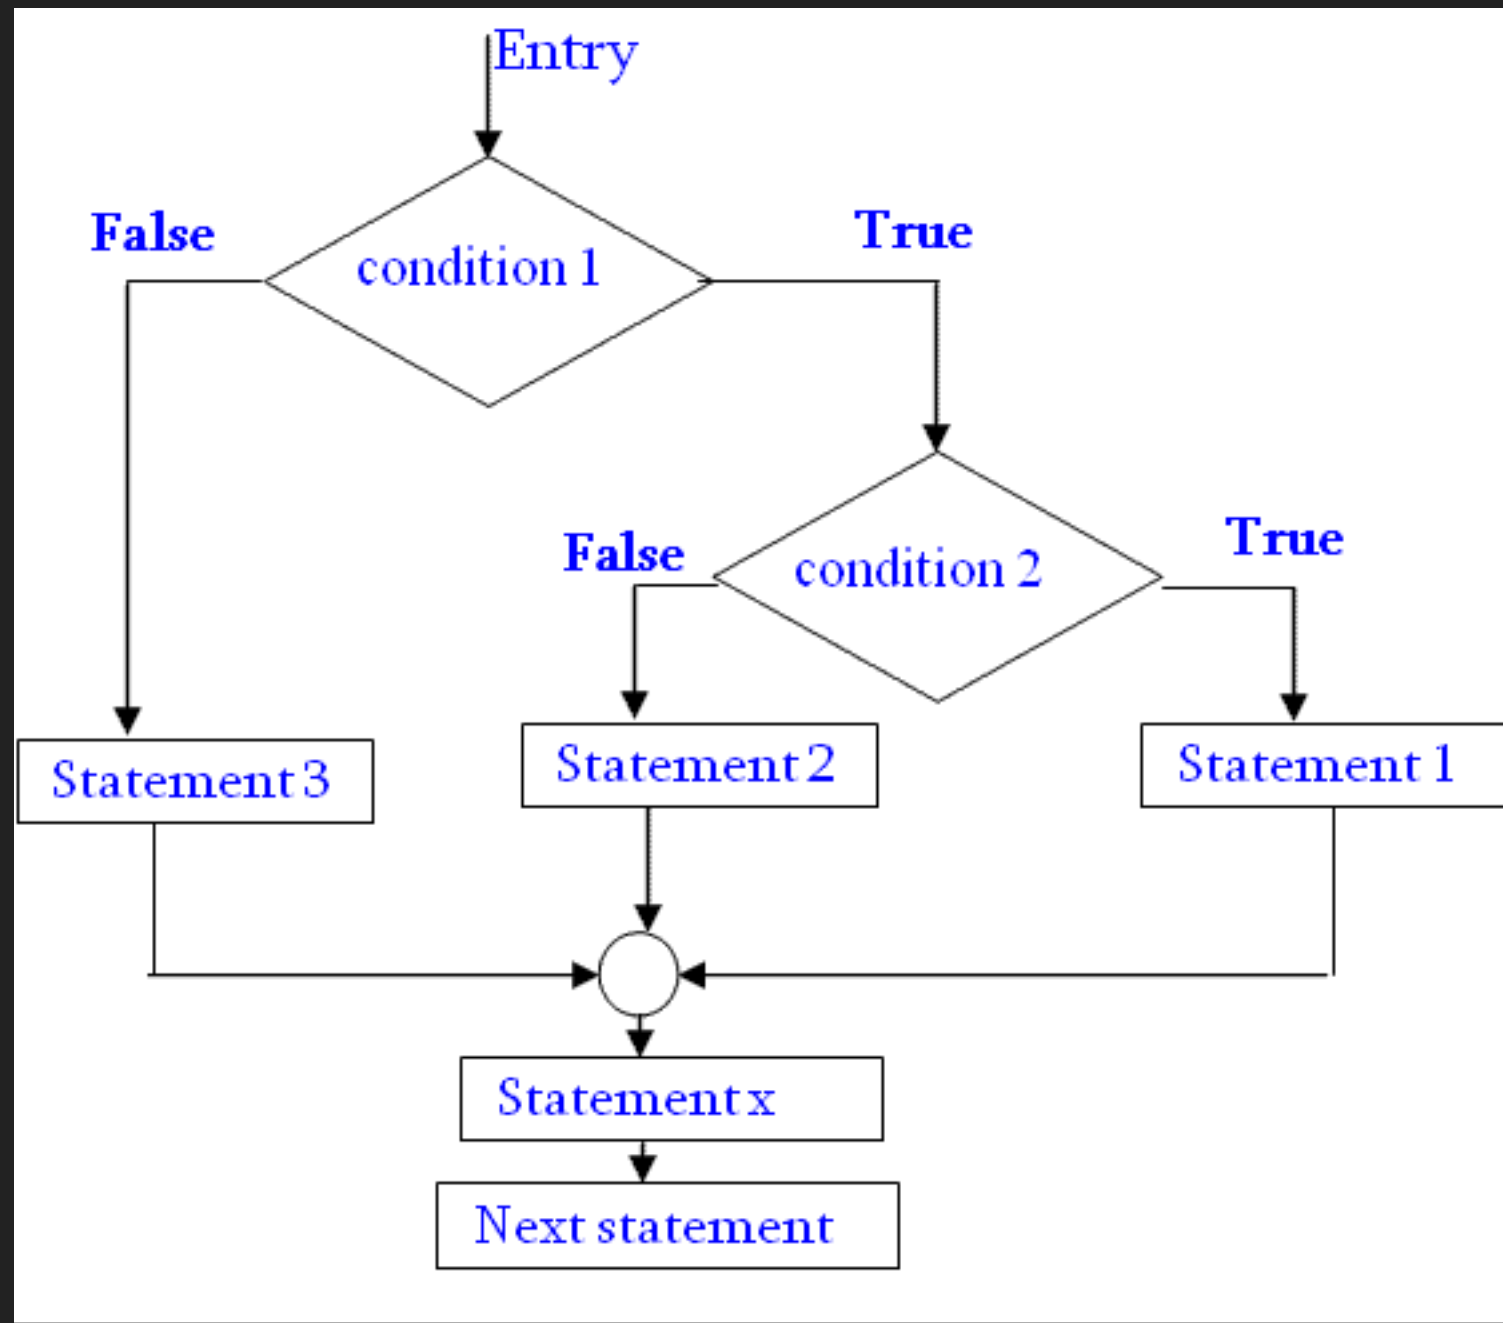 Entry
False
True
condition 1
False
True
condition 2
Statement 3
Statement 2
Statement 1
Statement x
Next statement